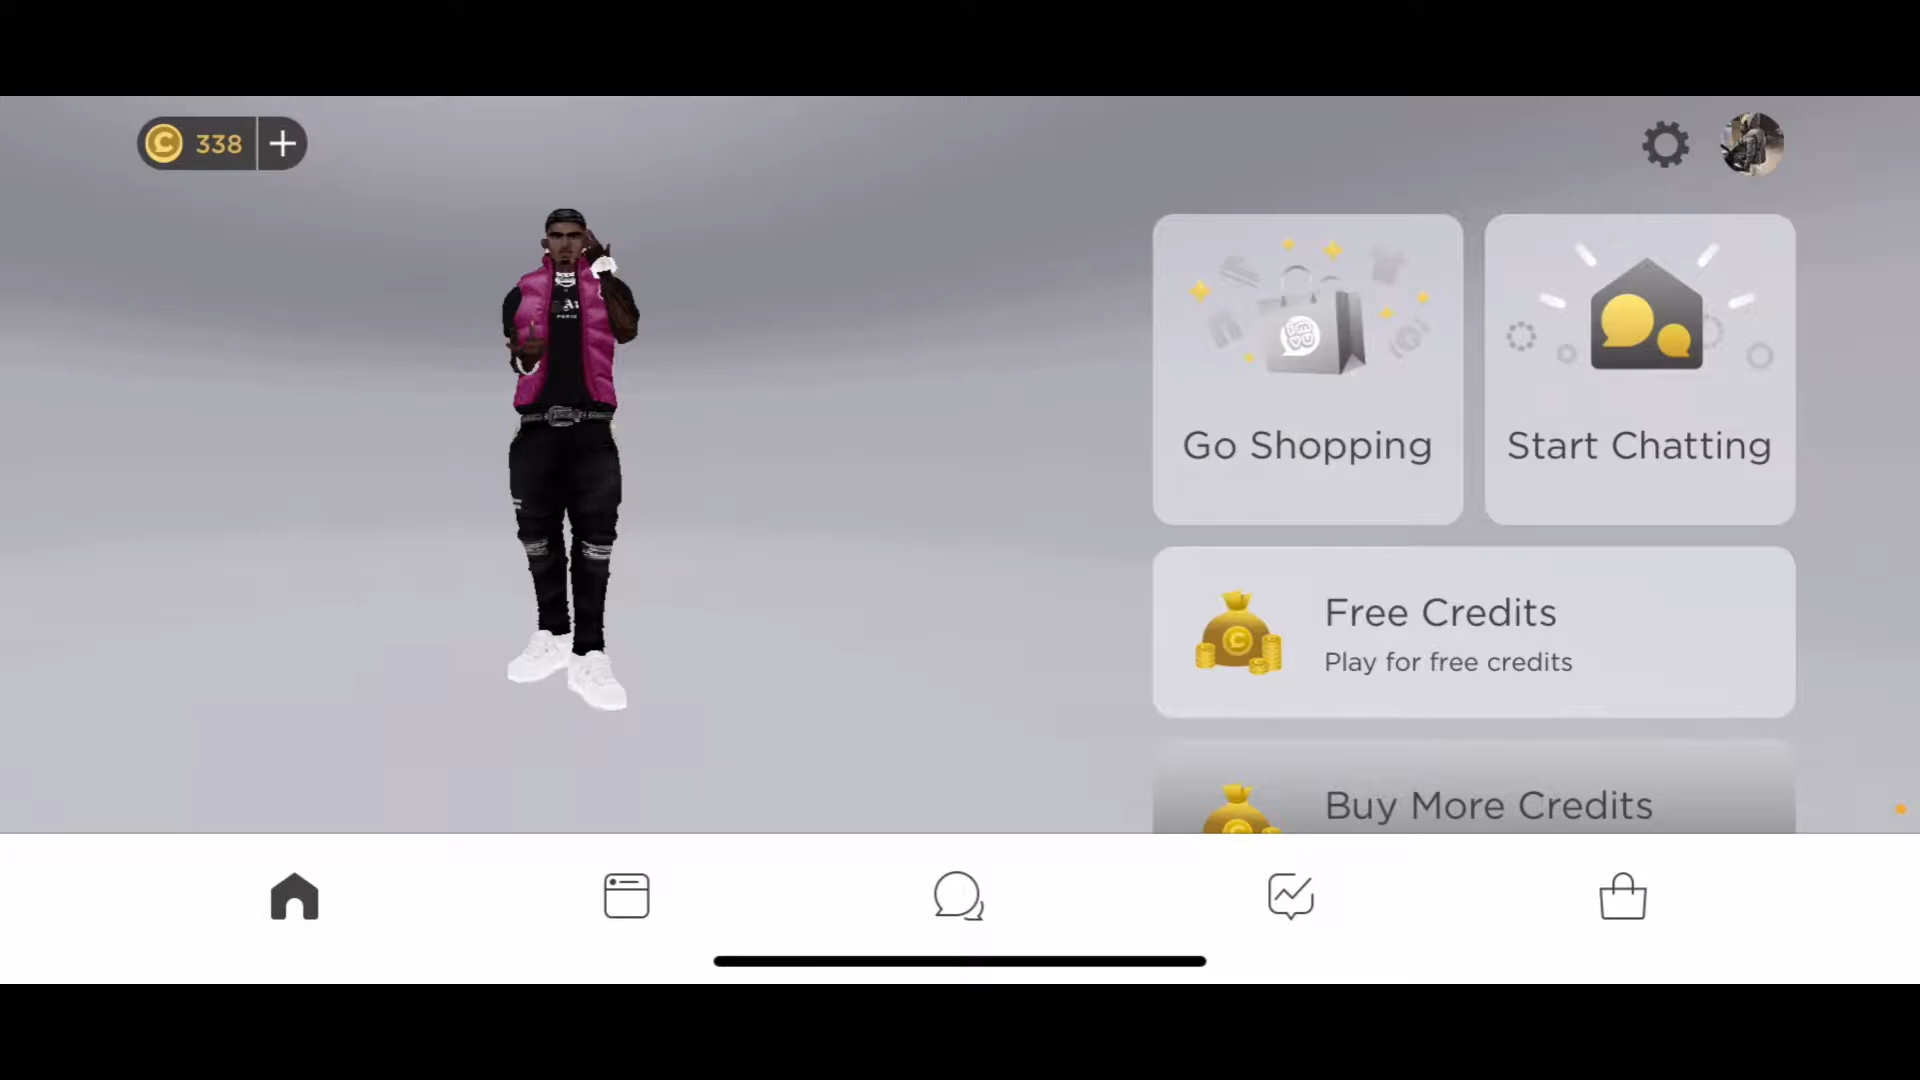 338
Go Shopping
Start Chatting
Free Credits
Play for free credits
Buy More Credits